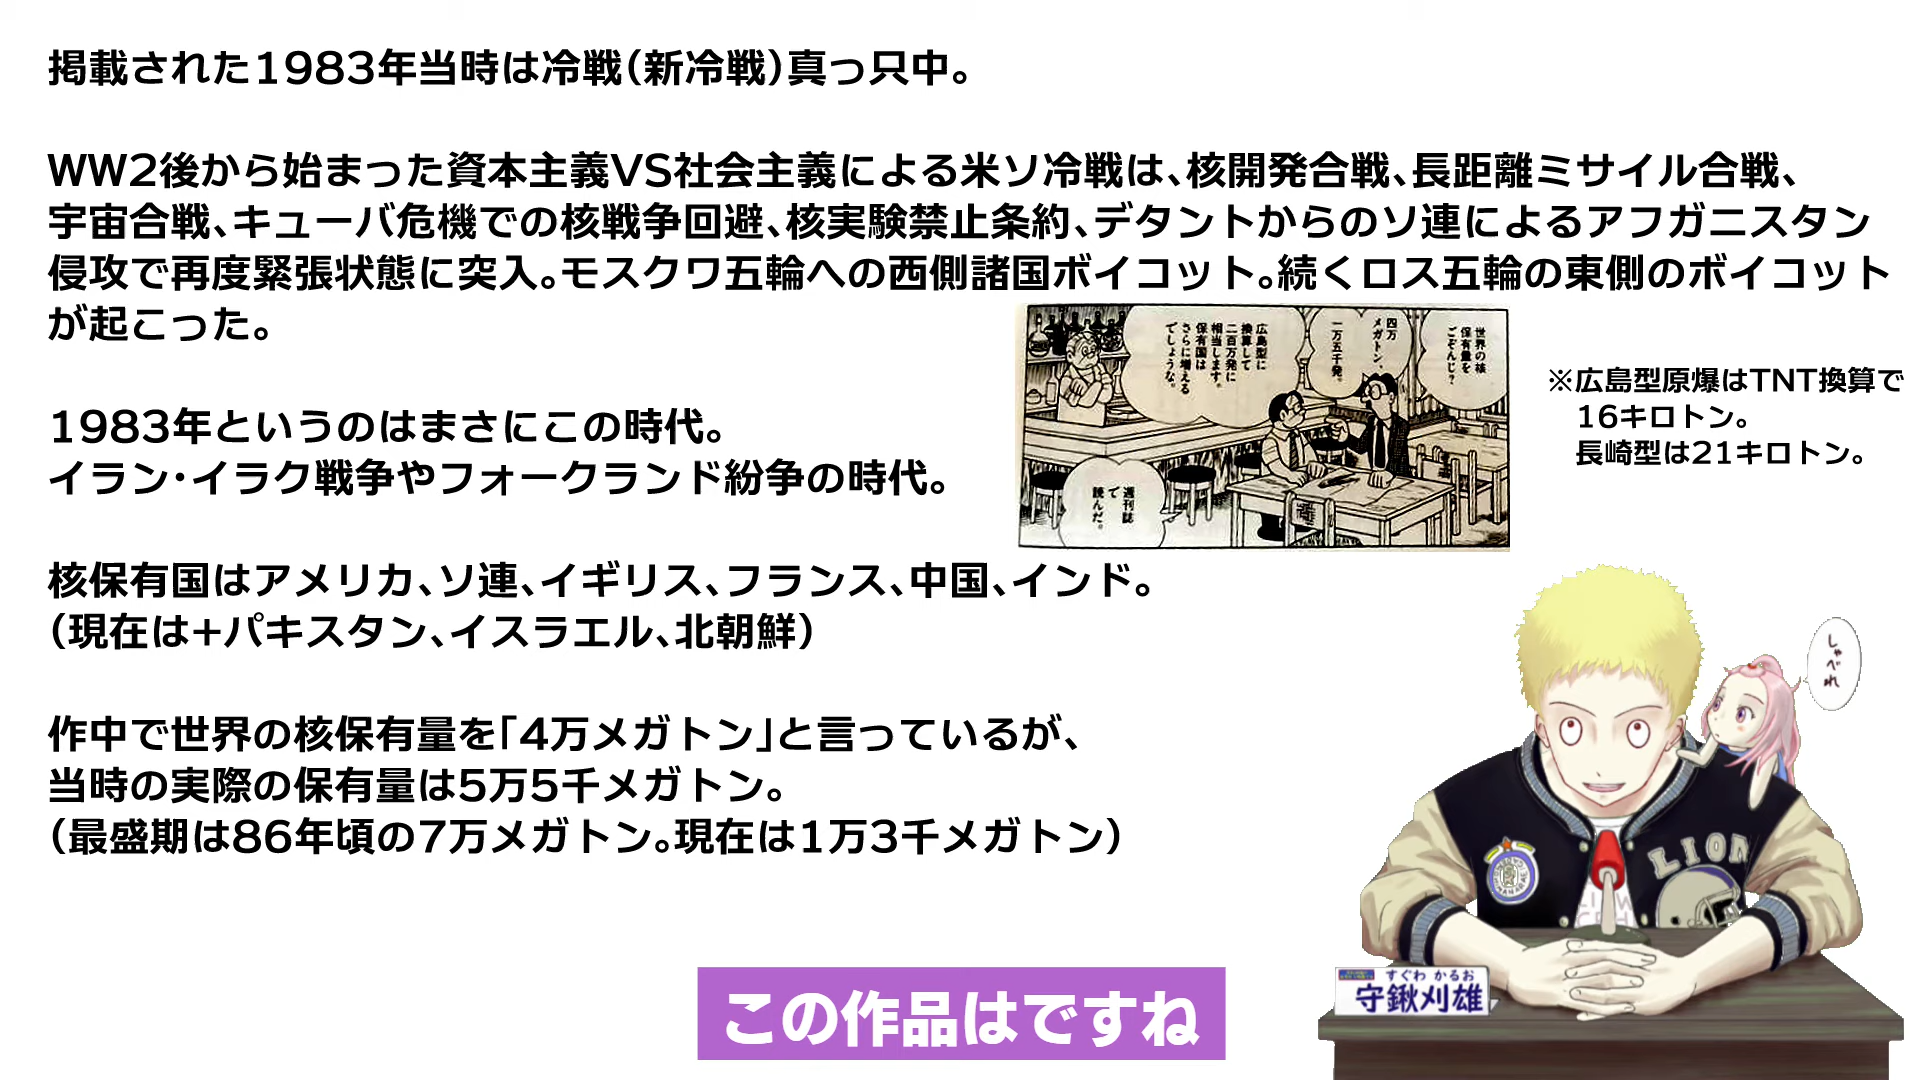 掲載された1983年当時は冷戦(新冷戦)真っ只中。
WW2後から始まった資本主義VS社会主義による米ソ冷戦は、核開発合戦、長距離ミサイル合戦、
宇宙合戦、キューバ危機での核戦争回避、核実験禁止条約、デタントからのソ連によるアフガニスタン
侵攻で再度緊張状態に突入。モスクワ五輪への西側諸国ボイコット。続くロス五輪の東側のボイコット
が起こった。
1983年というのはまさにこの時代。
イラン・イラク戦争やフォークランド紛争の時代。
核保有国はアメリカ、ソ連、イギリス、フランス、中国、インド。
(現在は+パキスタン、イスラエル、北朝鮮)
作中で世界の核保有量を「4万メガトン」と言っているが、
当時の実際の保有量は5万5千メガトン。
(最盛期は86年頃の7万メガトン。現在は1万3千メガトン)
世界の核
保有量を
ごぞんじ?
四万
メガトン、
二万五千発。
広島型に
換算して
二百万発に
相当します。
保有国は
さらに増える
でしょうな。
週刊誌
で
読んだ。
※広島型原爆はTNT換算で
16キロトン。
長崎型は21キロトン。
しゃべれ
LION
すぐわ かるお
守鍬刈雄
この作品はですね